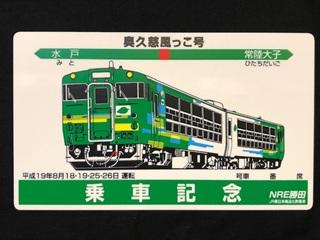 奥久慈風っこ号
水戸
みと
常陸大子
ひたちだいご
平成19年8月18・19・25・26日 運転
号車 番 席
乗車記念
NRE勝田